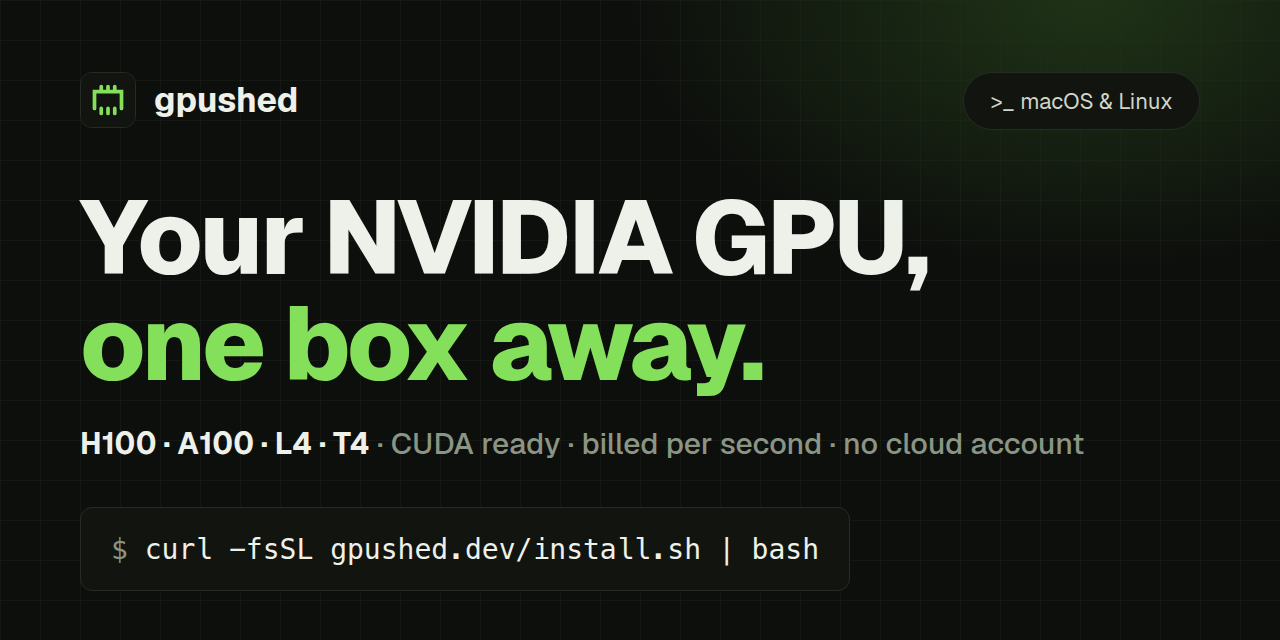 gpushed
>_ macOS & Linux
Your NVIDIA GPU,
one box away.
H100 · A100 · L4 · T4 · CUDA ready · billed per second · no cloud account
$ curl -fsSL gpushed.dev/install.sh | bash